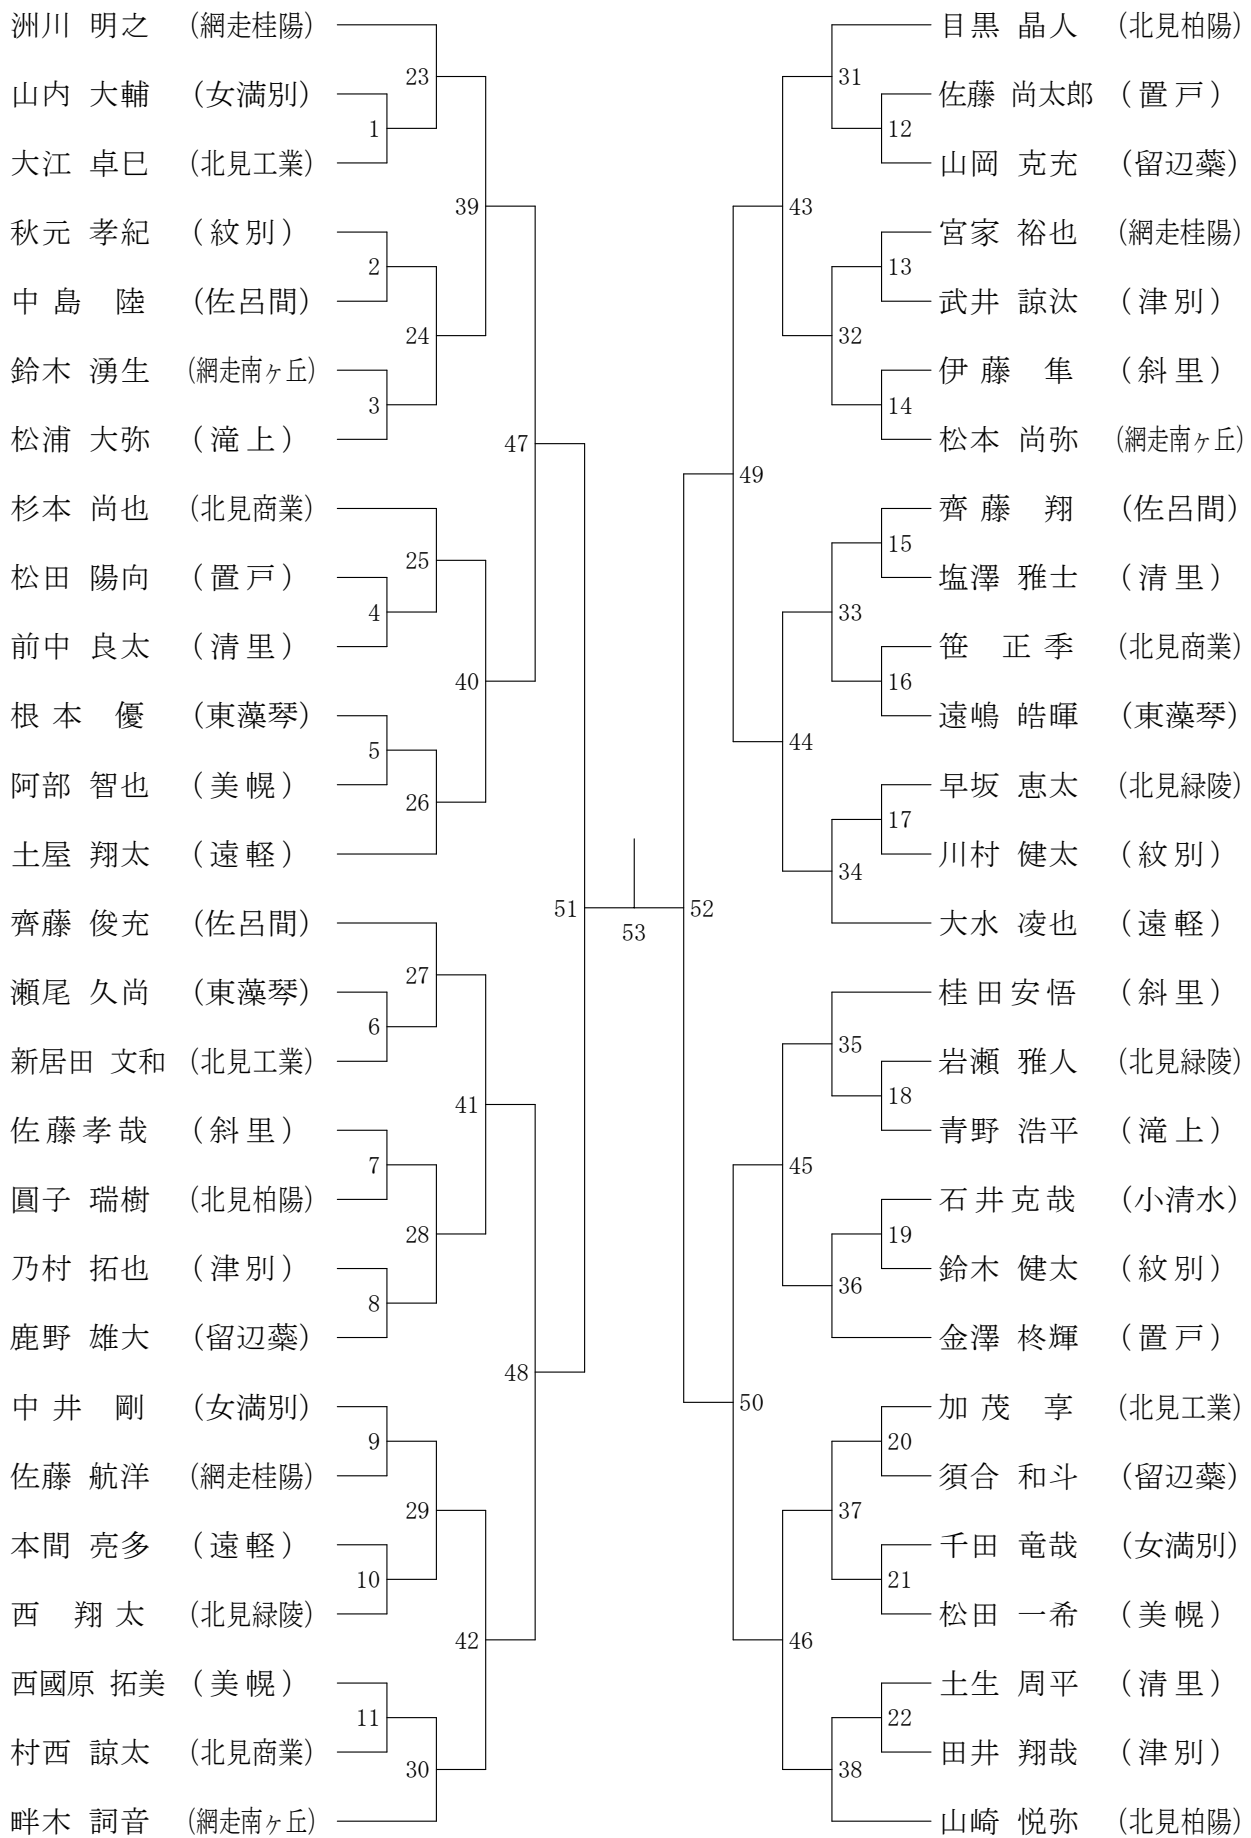 洲川 明之 (網走桂陽)
山内 大輔 (女満別)
大江 卓巳 (北見工業)
秋元 孝紀 (紋別)
中島 陸 (佐呂間)
鈴木 湧生 (網走南ヶ丘)
松浦 大弥 (滝上)
杉本 尚也 (北見商業)
松田 陽向 (置戸)
前中 良太 (清里)
根本 優 (東藻琴)
阿部 智也 (美幌)
土屋 翔太 (遠軽)
齊藤 俊充 (佐呂間)
瀬尾 久尚 (東藻琴)
新居田 文和 (北見工業)
佐藤孝哉 (斜里)
圓子 瑞樹 (北見柏陽)
乃村 拓也 (津別)
鹿野 雄大 (留辺蘂)
中井 剛 (女満別)
佐藤 航洋 (網走桂陽)
本間 亮多 (遠軽)
西 翔太 (北見緑陵)
西國原 拓美 (美幌)
村西 諒太 (北見商業)
畔木 詞音 (網走南ヶ丘)
1
2
3
4
5
6
7
8
9
10
11
23
24
25
26
27
28
29
30
39
40
41
42
47
48
51
53
52
49
50
43
44
45
46
31
32
33
34
35
36
37
38
12
13
14
15
16
17
18
19
20
21
22
目黒 晶人 (北見柏陽)
佐藤 尚太郎 (置戸)
山岡 克充 (留辺蘂)
宮家 裕也 (網走桂陽)
武井 諒汰 (津別)
伊藤 隼 (斜里)
松本 尚弥 (網走南ヶ丘)
齊藤 翔 (佐呂間)
塩澤 雅士 (清里)
笹 正季 (北見商業)
遠嶋 皓暉 (東藻琴)
早坂 恵太 (北見緑陵)
川村 健太 (紋別)
大水 凌也 (遠軽)
桂田安悟 (斜里)
岩瀬 雅人 (北見緑陵)
青野 浩平 (滝上)
石井克哉 (小清水)
鈴木 健太 (紋別)
金澤 柊輝 (置戸)
加茂 享 (北見工業)
須合 和斗 (留辺蘂)
千田 竜哉 (女満別)
松田 一希 (美幌)
土生 周平 (清里)
田井 翔哉 (津別)
山崎 悦弥 (北見柏陽)